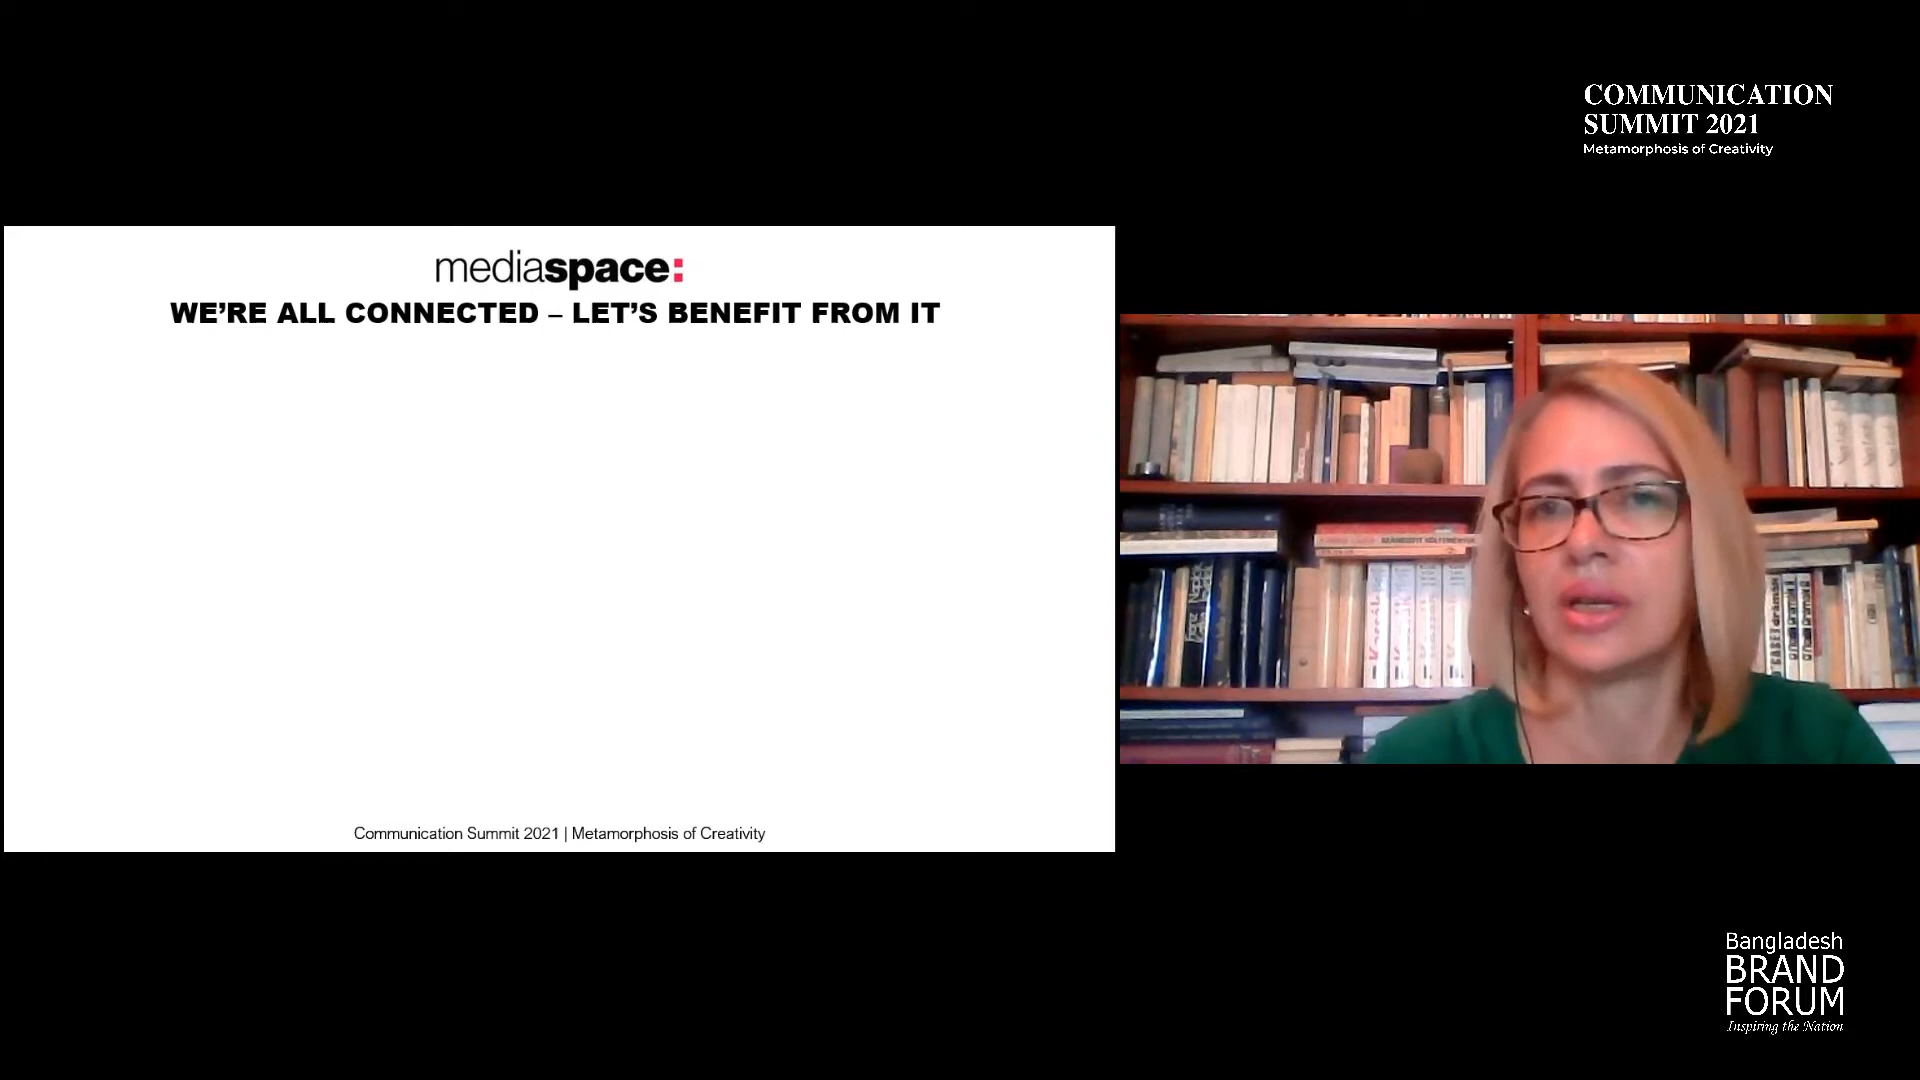 COMMUNICATION
SUMMIT 2021
Metamorphosis of Creativity
mediaspace:
WE’RE ALL CONNECTED – LET’S BENEFIT FROM IT
Communication Summit 2021 | Metamorphosis of Creativity
Kassák
Bangladesh
BRAND
FORUM
Inspiring the Nation